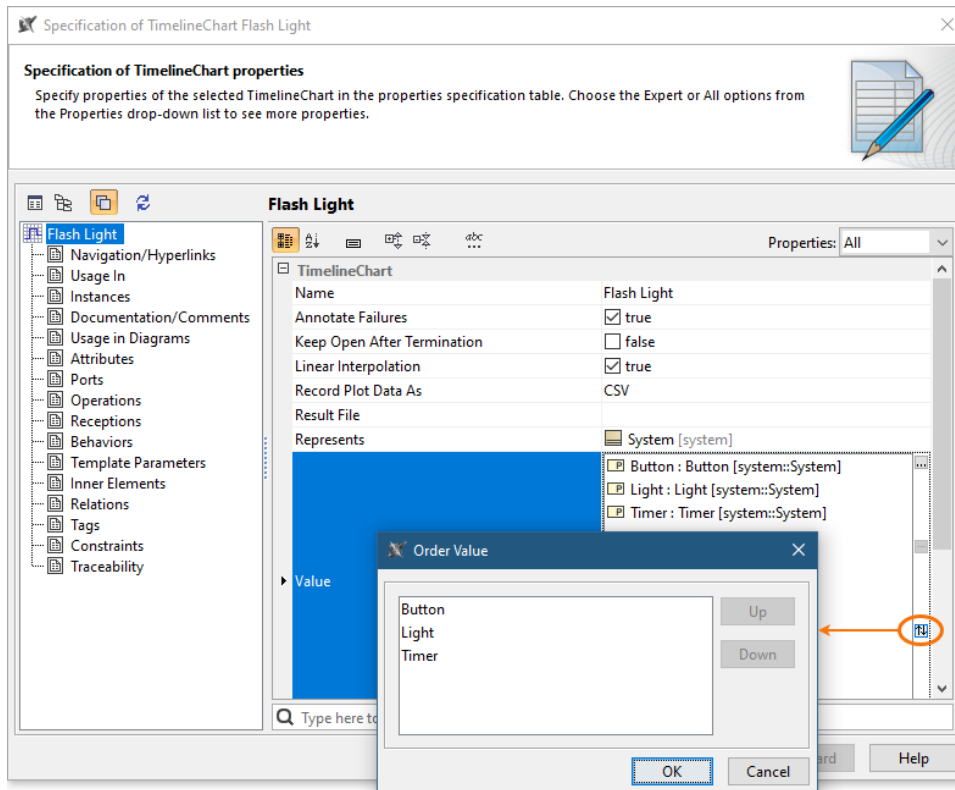 Specification of TimelineChart Flash Light
Specification of TimelineChart properties
Specify properties of the selected TimelineChart in the properties specification table. Choose the Expert or All options from
the Properties drop-down list to see more properties.
Flash Light
Flash Light
Navigation/Hyperlinks
Usage In
Instances
Documentation/Comments
Usage in Diagrams
Attributes
Ports
Operations
Receptions
Behaviors
Template Parameters
Inner Elements
Relations
Tags
Constraints
Traceability
Properties: All
TimelineChart
Name Flash Light
Annotate Failures true
Keep Open After Termination false
Linear Interpolation true
Record Plot Data As CSV
Result File
Represents System [system]
Value
Button : Button [system::System]
Light : Light [system::System]
Timer : Timer [system::System]
Order Value
Button
Light
Timer
Up
Down
OK
Cancel
Type here
Help